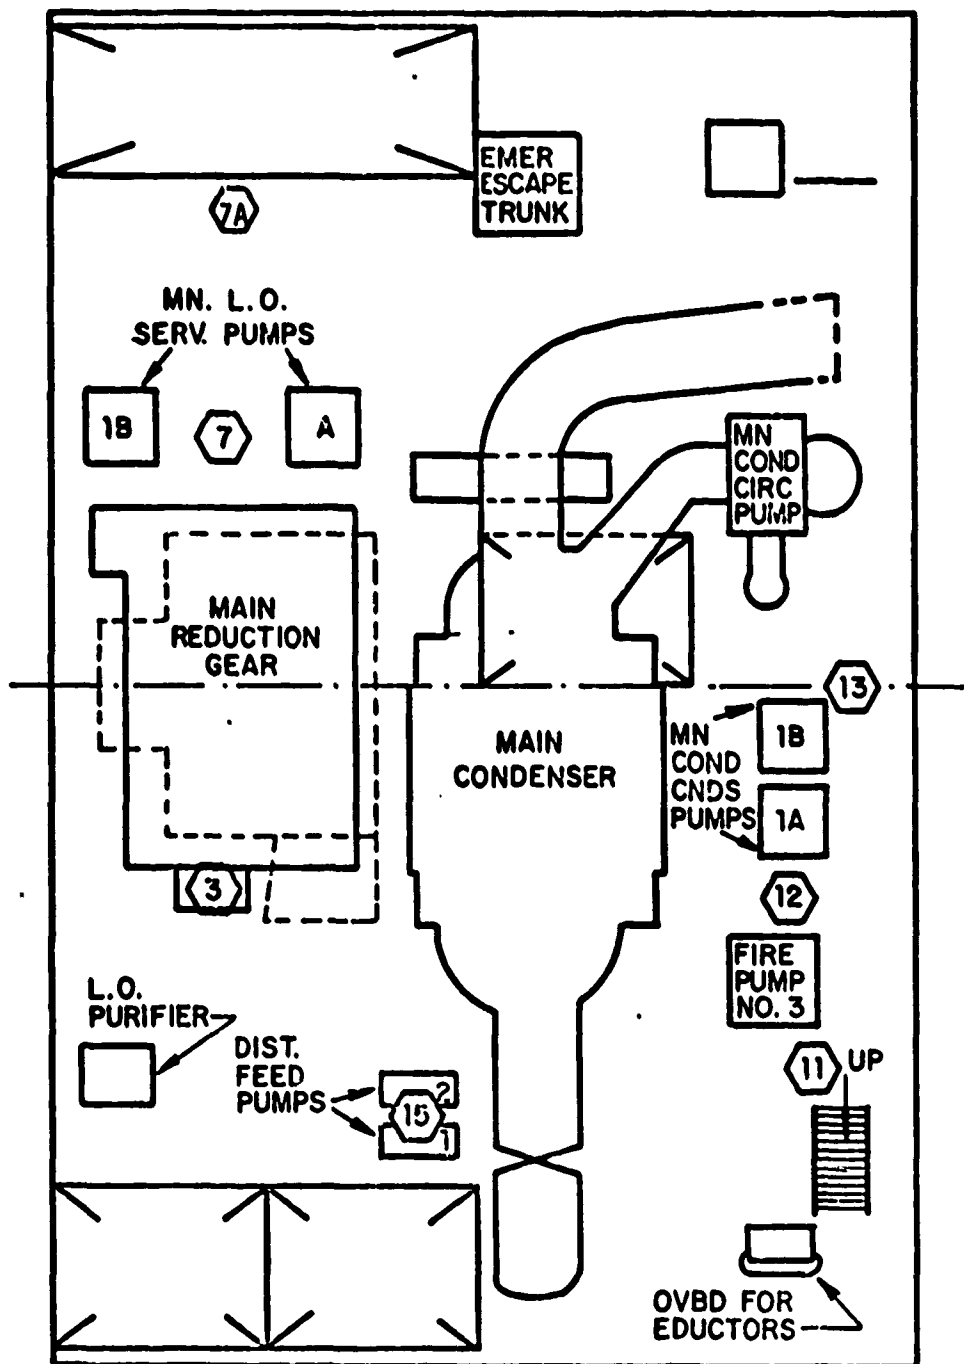 EMER
ESCAPE
TRUNK
7A
MN. L.O.
SERV. PUMPS
1B
7
A
MN
COND
CIRC
PUMP
MAIN
REDUCTION
GEAR
13
MAIN
CONDENSER
MN
COND
CNDS
PUMPS
1B
1A
3
12
FIRE
PUMP
NO. 3
L.O.
PURIFIER
DIST.
FEED
PUMPS
2
15
1
11
UP
OVBD FOR
EDUCTORS